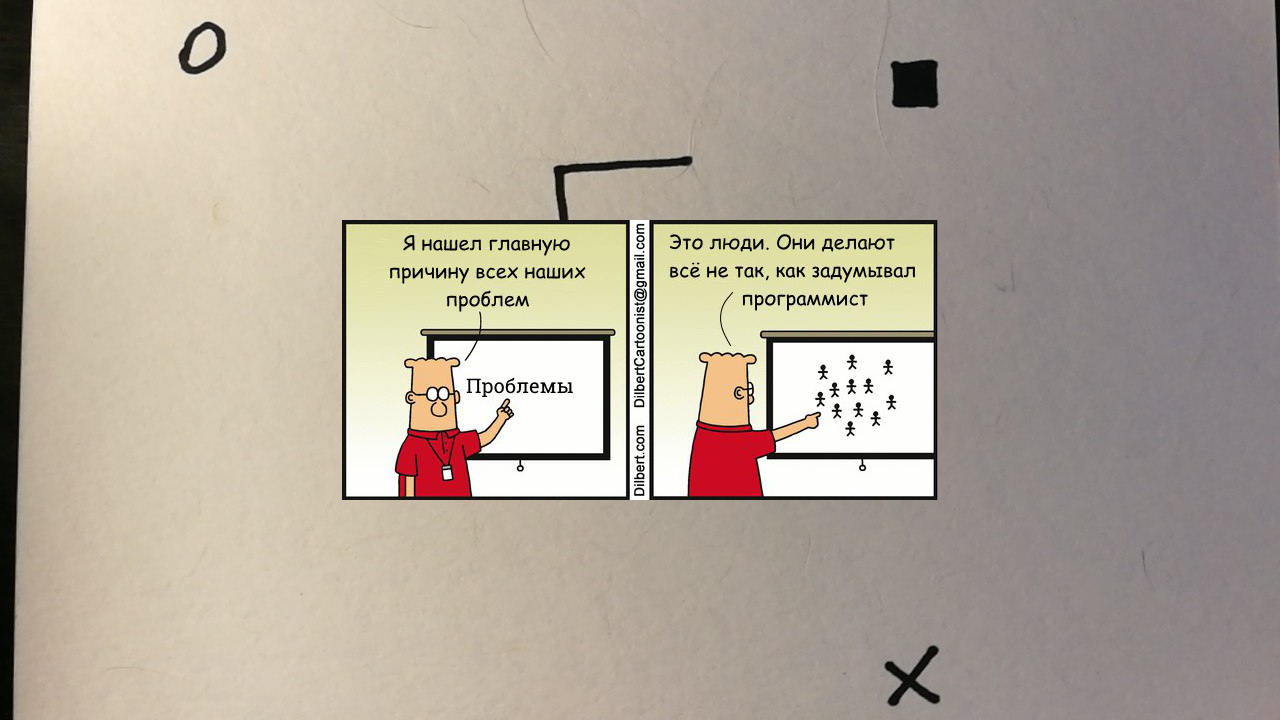 Я нашел главную
причину всех наших
проблем
Проблемы
DilbertCartoonist@gmail.com
Dilbert.com
Это люди. Они делают
всё не так, как задумывал
программист